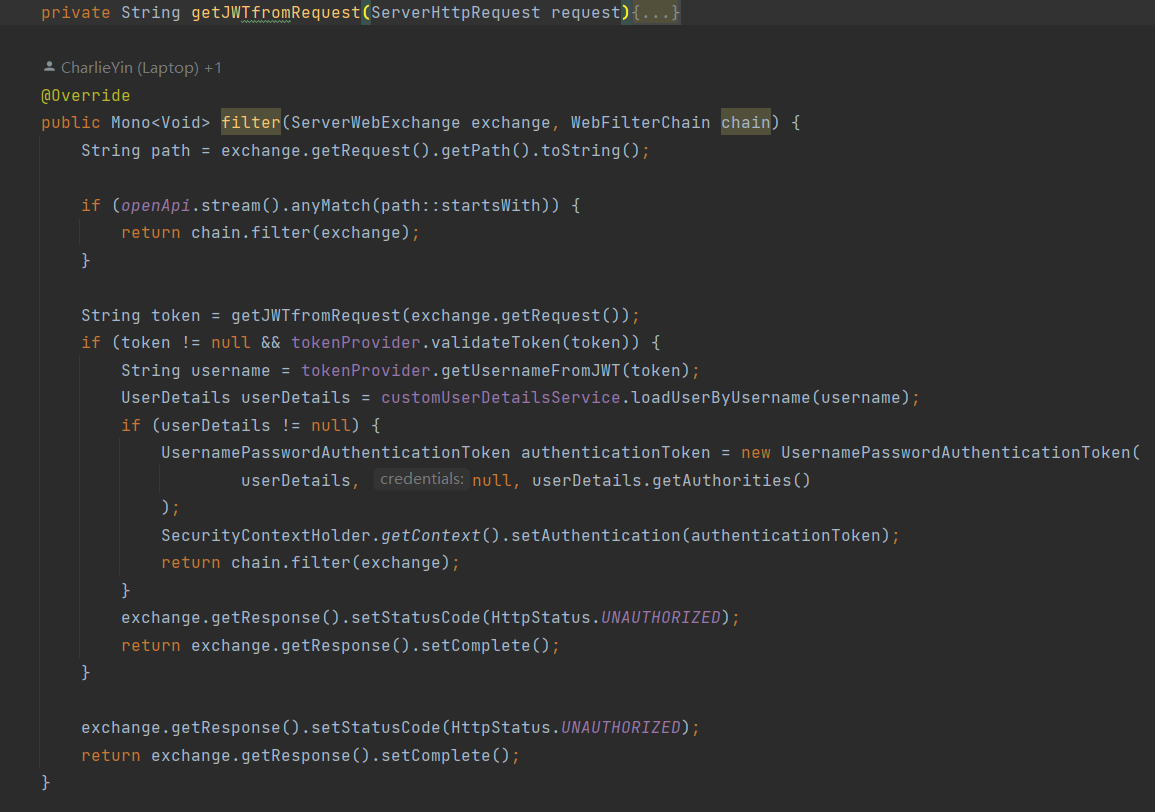 private String getJWTfromRequest(ServerHttpRequest request){...}
CharlieYin (Laptop) +1
@Override
public Mono<Void> filter(ServerWebExchange exchange, WebFilterChain chain) {
String path = exchange.getRequest().getPath().toString();
if (openApi.stream().anyMatch(path::startsWith)) {
return chain.filter(exchange);
}
String token = getJWTfromRequest(exchange.getRequest());
if (token != null && tokenProvider.validateToken(token)) {
String username = tokenProvider.getUsernameFromJWT(token);
UserDetails userDetails = customUserDetailsService.loadUserByUsername(username);
if (userDetails != null) {
UsernamePasswordAuthenticationToken authenticationToken = new UsernamePasswordAuthenticationToken(
userDetails, credentials: null, userDetails.getAuthorities()
);
SecurityContextHolder.getContext().setAuthentication(authenticationToken);
return chain.filter(exchange);
}
exchange.getResponse().setStatusCode(HttpStatus.UNAUTHORIZED);
return exchange.getResponse().setComplete();
}
exchange.getResponse().setStatusCode(HttpStatus.UNAUTHORIZED);
return exchange.getResponse().setComplete();
}